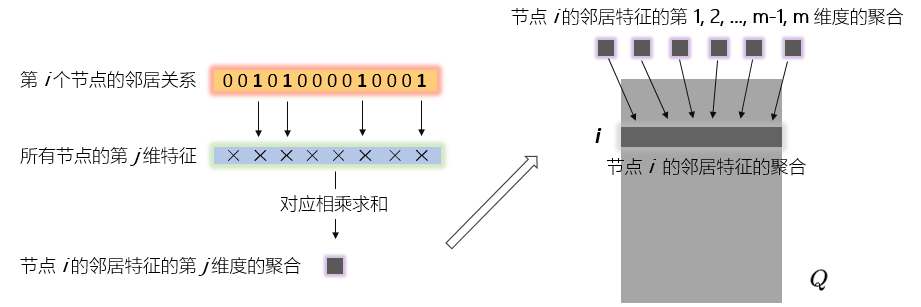 节点 i 的邻居特征的第 1, 2, ..., m-1, m 维度的聚合
第 i 个节点的邻居关系
0 0 1 0 1 0 0 0 0 1 0 0 0 1
所有节点的第 j 维特征
× × × × × × × ×
i
节点 i 的邻居特征的聚合
对应相乘求和
节点 i 的邻居特征的第 j 维度的聚合
Q